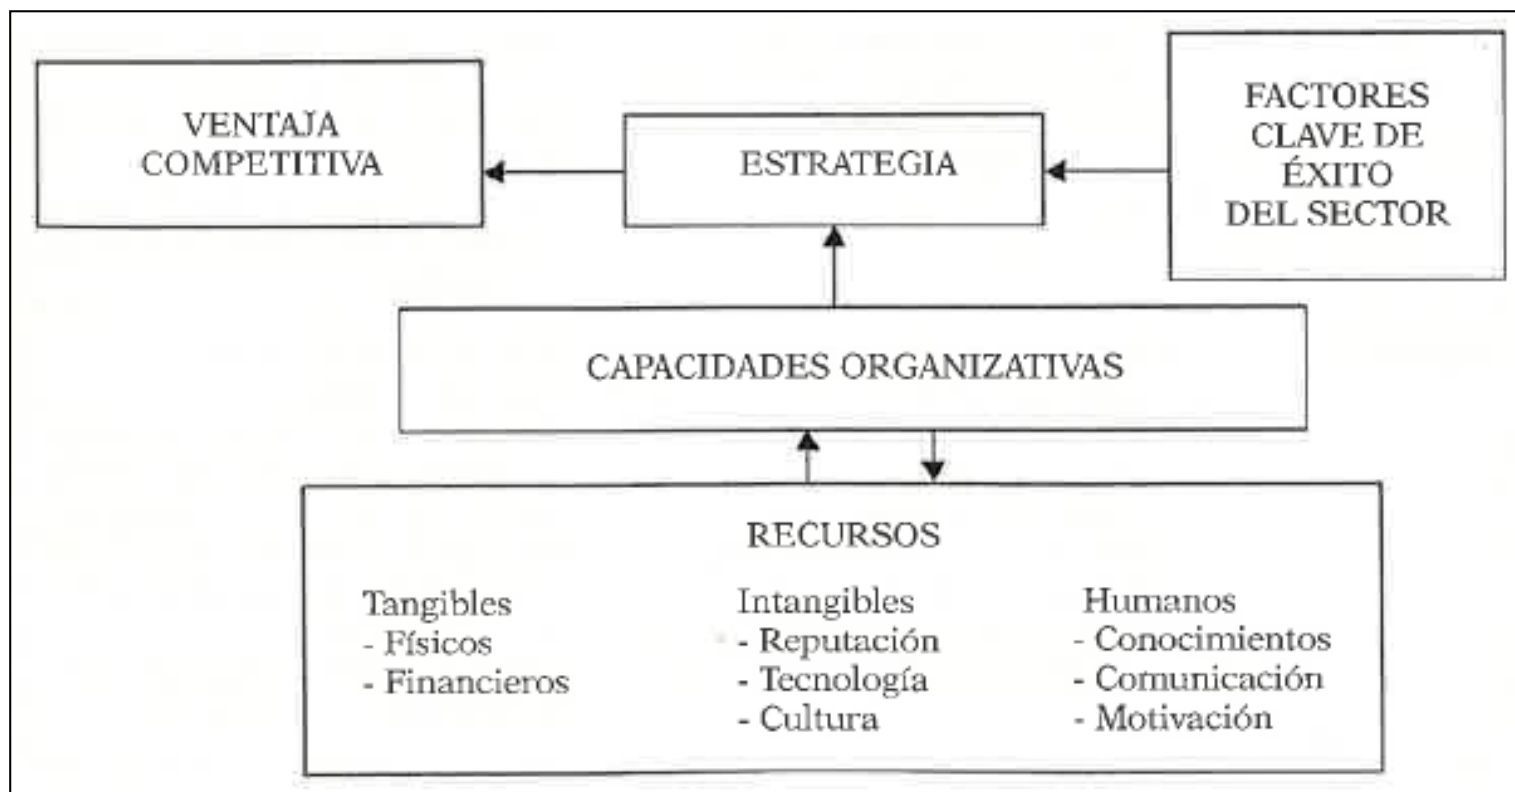 VENTAJA
COMPETITIVA
ESTRATEGIA
FACTORES
CLAVE DE
ÉXITO
DEL SECTOR
CAPACIDADES ORGANIZATIVAS
RECURSOS
Tangibles
- Físicos
- Financieros
Intangibles
- Reputación
- Tecnología
- Cultura
Humanos
- Conocimientos
- Comunicación
- Motivación